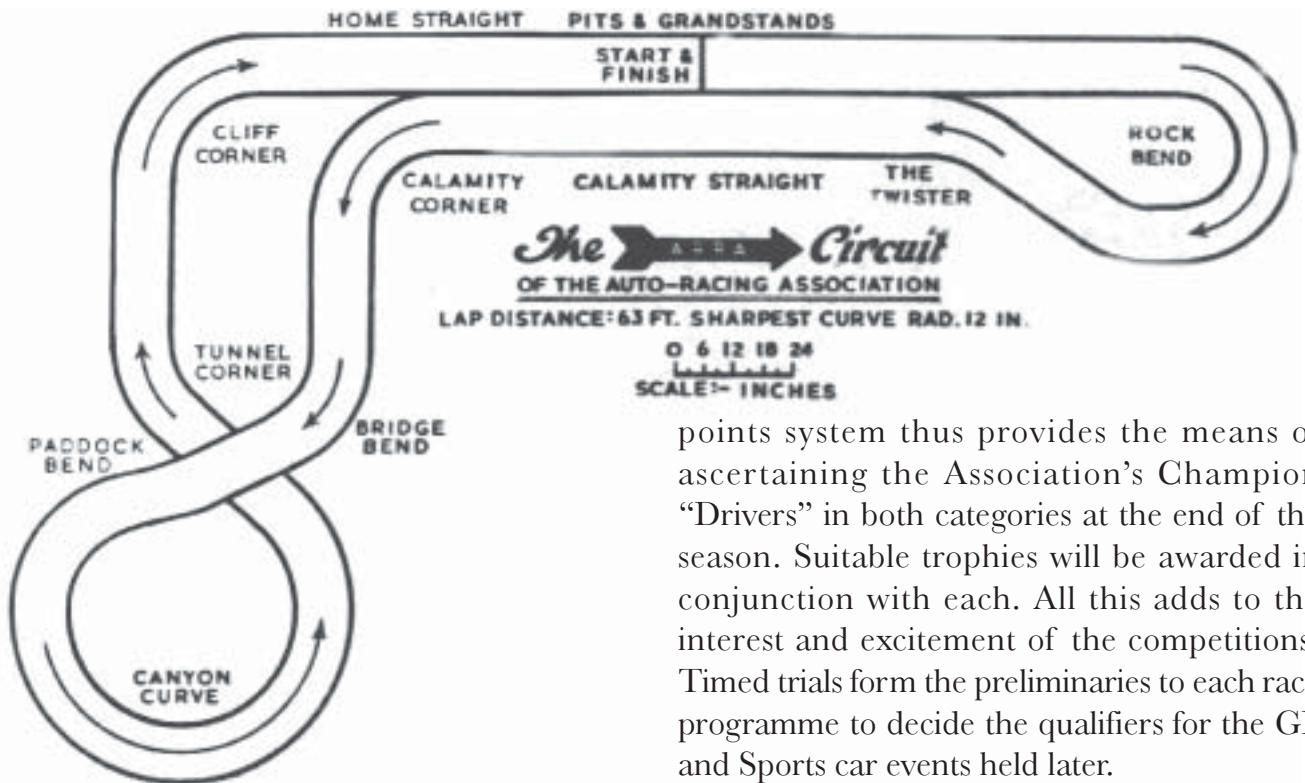 HOME STRAIGHT PITS & GRANDSTANDS
START &
FINISH
CLIFF
CORNER
ROCK
BEND
CALAMITY
CORNER
CALAMITY STRAIGHT
THE
TWISTER
The Circuit
OF THE AUTO-RACING ASSOCIATION
LAP DISTANCE: 63 FT. SHARPEST CURVE RAD. 12 IN.
0 6 12 18 24
SCALE:- INCHES
TUNNEL
CORNER
BRIDGE
BEND
PADDOCK
BEND
CANYON
CURVE
points system thus provides the means o
ascertaining the Association’s Champion
“Drivers” in both categories at the end of th
season. Suitable trophies will be awarded in
conjunction with each. All this adds to th
interest and excitement of the competitions
Timed trials form the preliminaries to each rac
programme to decide the qualifiers for the G
and Sports car events held later.